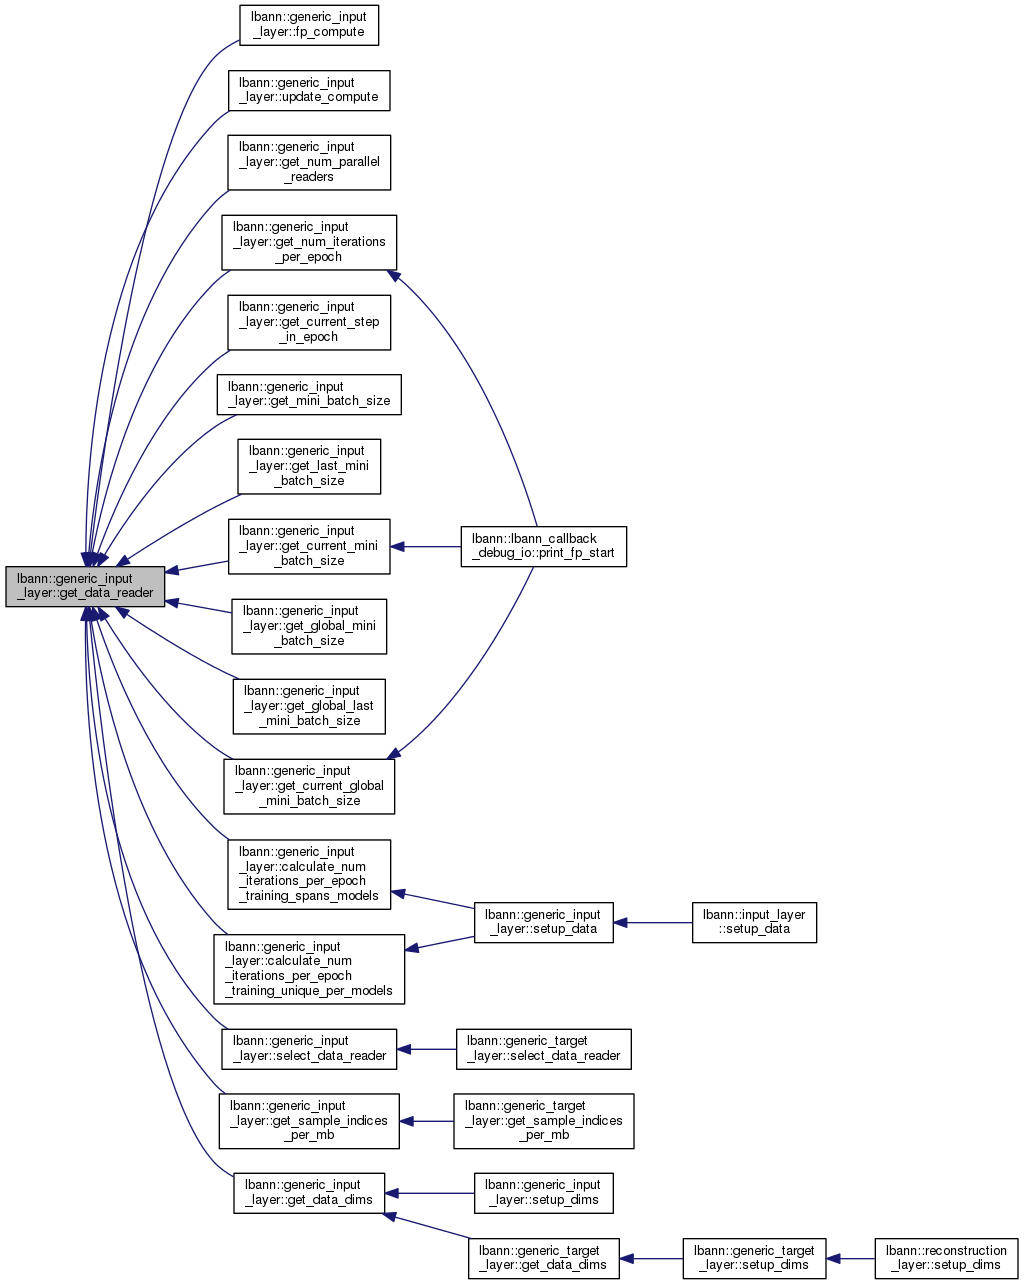 lbann::generic_input
_layer::fp_compute
lbann::generic_input
_layer::update_compute
lbann::generic_input
_layer::get_num_parallel
_readers
lbann::generic_input
_layer::get_num_iterations
_per_epoch
lbann::generic_input
_layer::get_current_step
_in_epoch
lbann::generic_input
_layer::get_mini_batch_size
lbann::generic_input
_layer::get_last_mini
_batch_size
lbann::generic_input
_layer::get_current_mini
_batch_size
lbann::lbann_callback
_debug_io::print_fp_start
lbann::generic_input
_layer::get_data_reader
lbann::generic_input
_layer::get_global_mini
_batch_size
lbann::generic_input
_layer::get_global_last
_mini_batch_size
lbann::generic_input
_layer::get_current_global
_mini_batch_size
lbann::generic_input
_layer::calculate_num
_iterations_per_epoch
_training_spans_models
lbann::generic_input
_layer::setup_data
lbann::input_layer
::setup_data
lbann::generic_input
_layer::calculate_num
_iterations_per_epoch
_training_unique_per_models
lbann::generic_input
_layer::select_data_reader
lbann::generic_target
_layer::select_data_reader
lbann::generic_input
_layer::get_sample_indices
_per_mb
lbann::generic_target
_layer::get_sample_indices
_per_mb
lbann::generic_input
_layer::get_data_dims
lbann::generic_input
_layer::setup_dims
lbann::generic_target
_layer::get_data_dims
lbann::generic_target
_layer::setup_dims
lbann::reconstruction
_layer::setup_dims